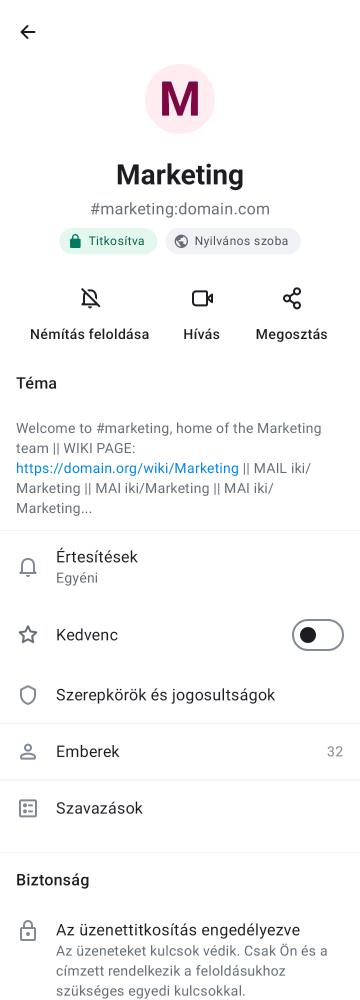 M
Marketing
#marketing:domain.com
Titkosítva
Nyilvános szoba
Némítás feloldása
Hívás
Megosztás
Téma
Welcome to #marketing, home of the Marketing
team || WIKI PAGE:
https://domain.org/wiki/Marketing || MAIL iki/
Marketing || MAI iki/Marketing || MAI iki/
Marketing...
Értesítések
Egyéni
Kedvenc
Szerepkörök és jogosultságok
Emberek 32
Szavazások
Biztonság
Az üzenettitkosítás engedélyezve
Az üzeneteket kulcsok védik. Csak Ön és a
címzett rendelkezik a feloldásukhoz
szükséges egyedi kulcsokkal.